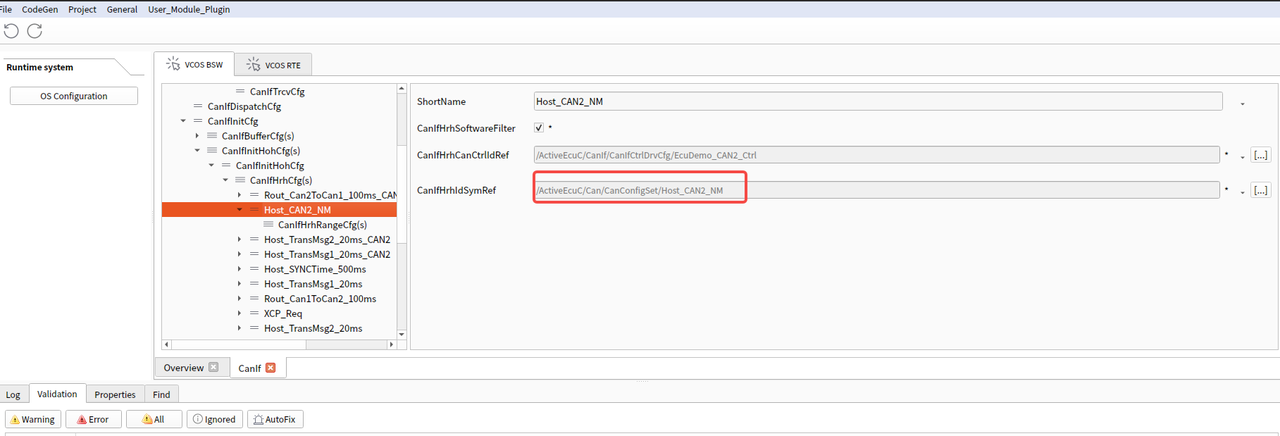 File CodeGen Project General User_Module_Plugin
Runtime system
OS Configuration
VCOS BSW VCOS RTE
CanIfTrcvCfg
CanIfDispatchCfg
CanIfInitCfg
CanIfBufferCfg(s)
CanIfInitHohCfg(s)
CanIfInitHohCfg
CanIfHrhCfg(s)
Rout_Can2ToCan1_100ms_CAN
Host_CAN2_NM
CanIfHrhRangeCfg(s)
Host_TransMsg2_20ms_CAN2
Host_TransMsg1_20ms_CAN2
Host_SYNCTime_500ms
Host_TransMsg1_20ms
Rout_Can1ToCan2_100ms
XCP_Req
Host_TransMsg2_20ms
ShortName Host_CAN2_NM
CanIfHrhSoftwareFilter *
CanIfHrhCanCtrlIdRef /ActiveEcuC/CanIf/CanIfCtrlDrvCfg/EcuDemo_CAN2_Ctrl * [...]
CanIfHrhIdSymRef /ActiveEcuC/Can/CanConfigSet/Host_CAN2_NM * [...]
Overview CanIf
Log Validation Properties Find
Warning Error All Ignored AutoFix